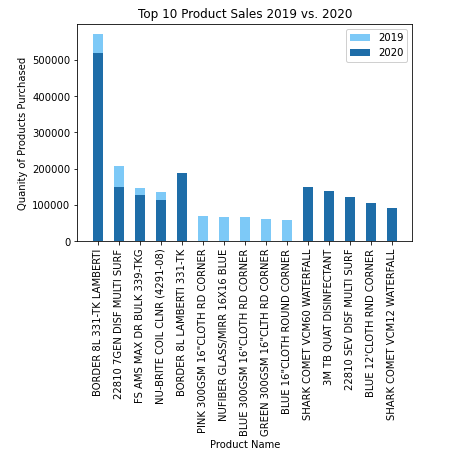 Top 10 Product Sales 2019 vs. 2020
2019
2020
Quanity of Products Purchased
500000
400000
300000
200000
100000
0
BORDER 8L 331-TK LAMBERTI
22810 7GEN DISF MULTI SURF
FS AMS MAX DR BULK 339-TKG
NU-BRITE COIL CLNR (4291-08)
BORDER 8L LAMBERTI 331-TK
PINK 300GSM 16"CLOTH RD CORNER
NUFIBER GLASS/MIRR 16X16 BLUE
BLUE 300GSM 16"CLOTH RD CORNER
GREEN 300GSM 16"CLTH RD CORNER
BLUE 16"CLOTH ROUND CORNER
SHARK COMET VCM60 WATERFALL
3M TB QUAT DISINFECTANT
22810 SEV DISF MULTI SURF
BLUE 12'CLOTH RND CORNER
SHARK COMET VCM12 WATERFALL
Product Name